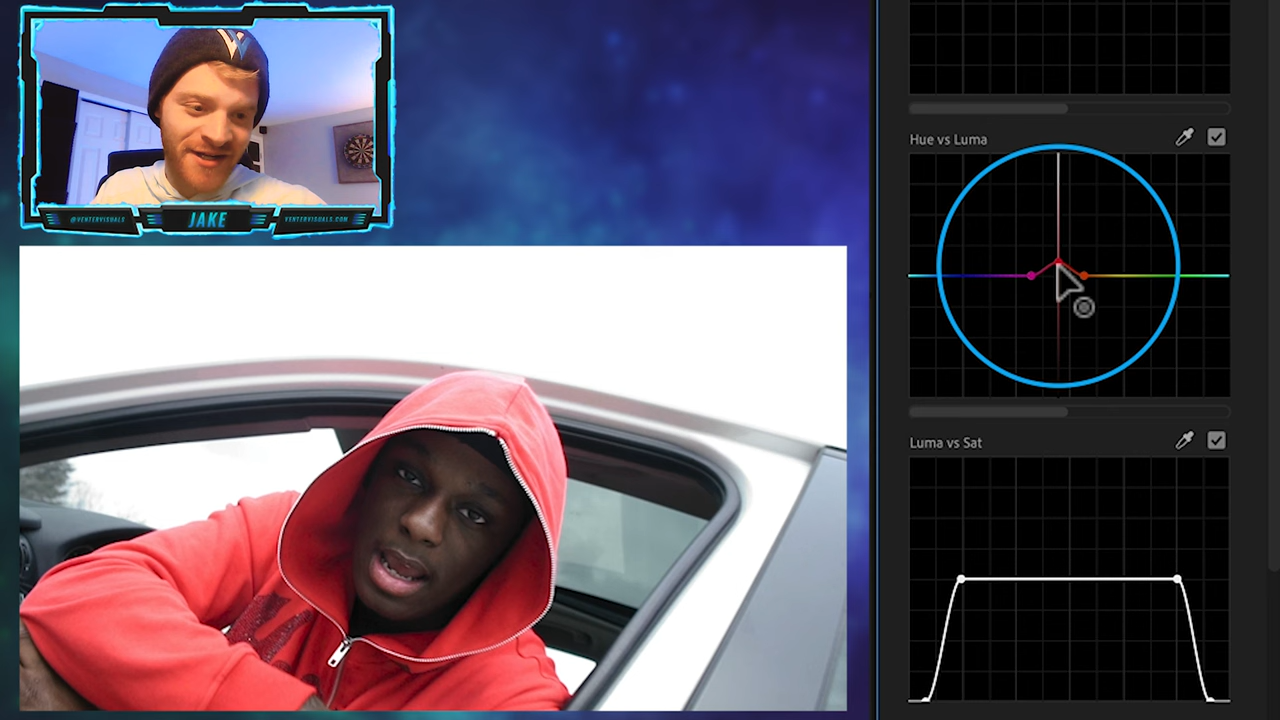 @VENTERVISUALS
JAKE
VENTERVISUALS.COM
Hue vs Luma
Luma vs Sat